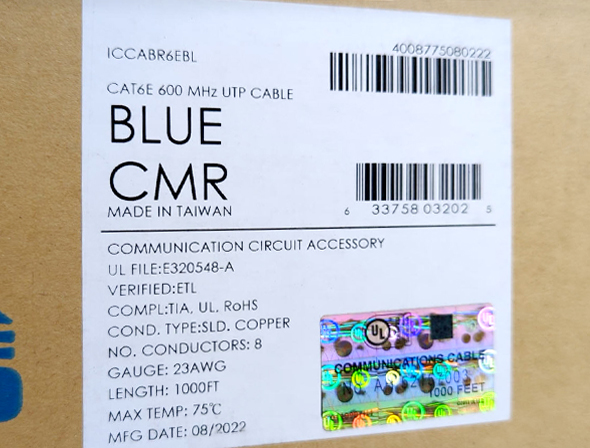 ICCABR6EBL
4008775080222
CAT6E 600 MHz UTP CABLE
BLUE
CMR
MADE IN TAIWAN
6 33758 03202 5
COMMUNICATION CIRCUIT ACCESSORY
UL FILE:E320548-A
VERIFIED:ETL
COMPL:TIA, UL, RoHS
COND. TYPE:SLD. COPPER
NO. CONDUCTORS: 8
GAUGE: 23AWG
LENGTH: 1000FT
MAX TEMP: 75℃
MFG DATE: 08/2022
UL
COMMUNICATIONS CABLE
1000 FEET